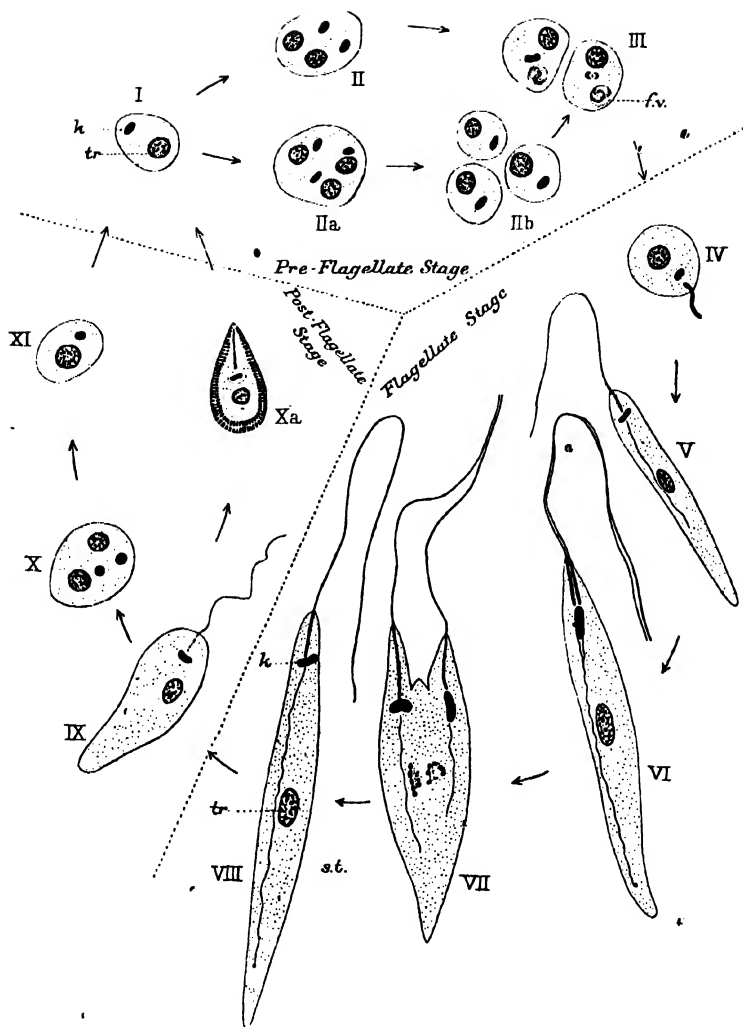 I
II
III
k
tr
f.v.
IIa
IIb
Pre-Flagellate Stage
Post-Flagellate
Stage
Flagellate Stage
IV
XI
Xa
V
a
X
k
IX
VI
tr
VIII
s.t.
VII